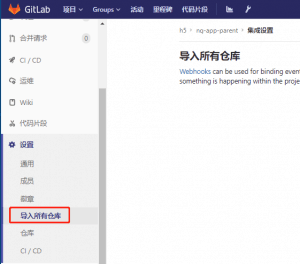 GitLab 项目 Groups 活动 里程碑 代码片段
合并请求 0
CI / CD
运维
Wiki
代码片段
设置
通用
成员
徽章
导入所有仓库
仓库
CI / CD
h5 › nq-app-parent › 集成设置
导入所有仓库
Webhooks can be used for binding even
something is happening within the proje